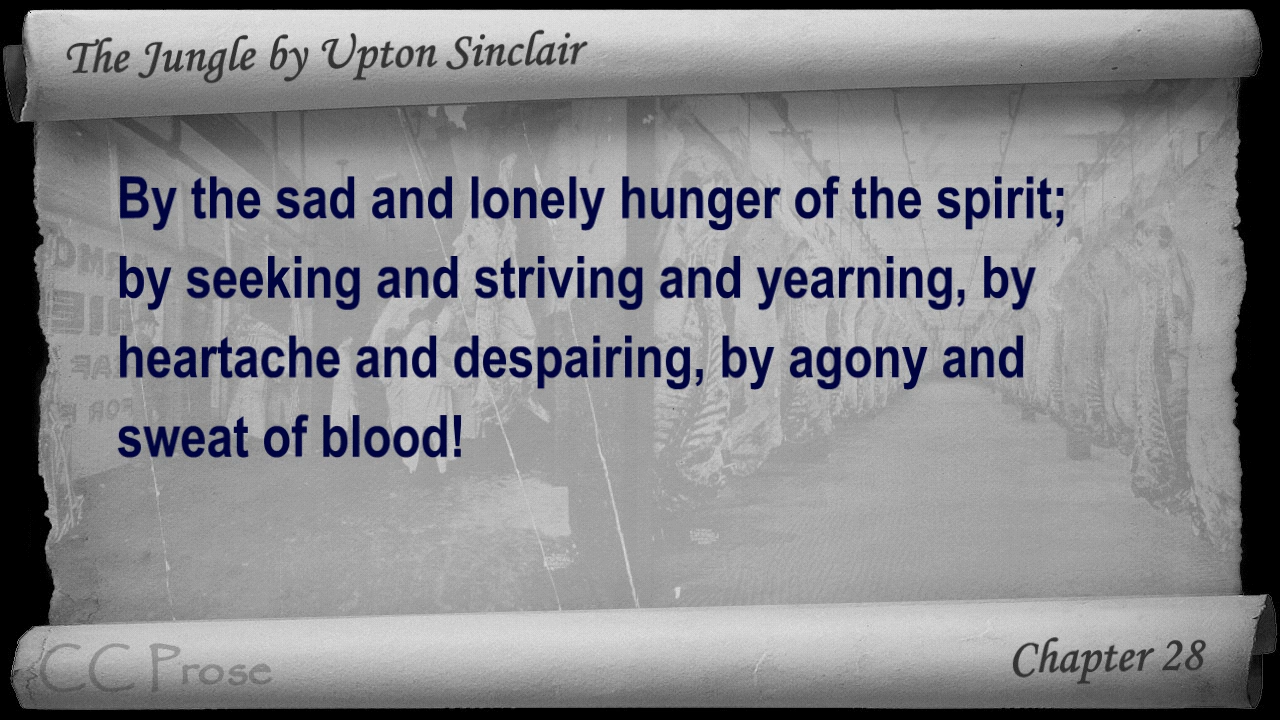 The Jungle by Upton Sinclair
By the sad and lonely hunger of the spirit;
by seeking and striving and yearning, by
heartache and despairing, by agony and
sweat of blood!
CC Prose
Chapter 28